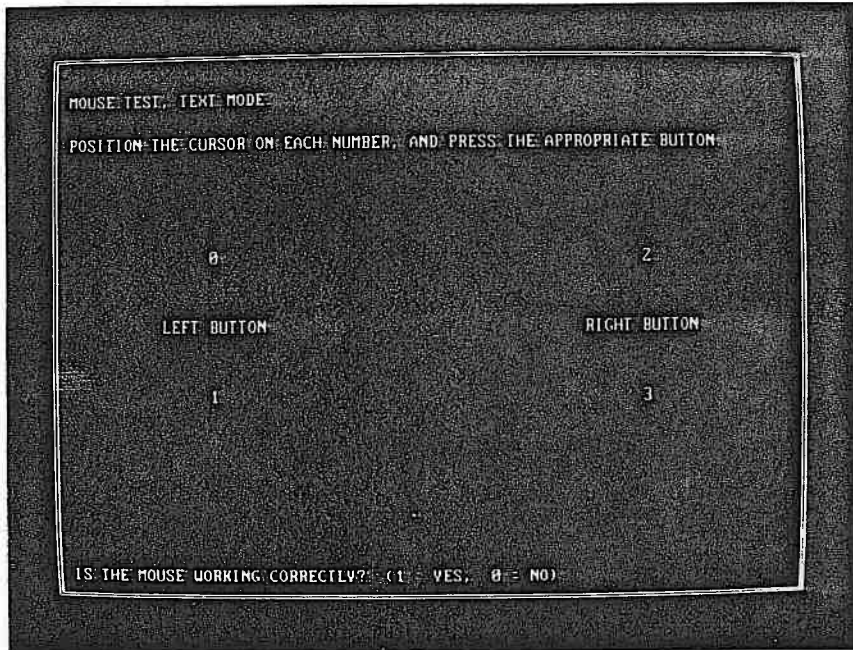 MOUSE TEST, TEXT MODE
POSITION THE CURSOR ON EACH NUMBER, AND PRESS THE APPROPRIATE BUTTON
0 2
LEFT BUTTON RIGHT BUTTON
1 3
IS THE MOUSE WORKING CORRECTLY? (1 = YES, 0 = NO)